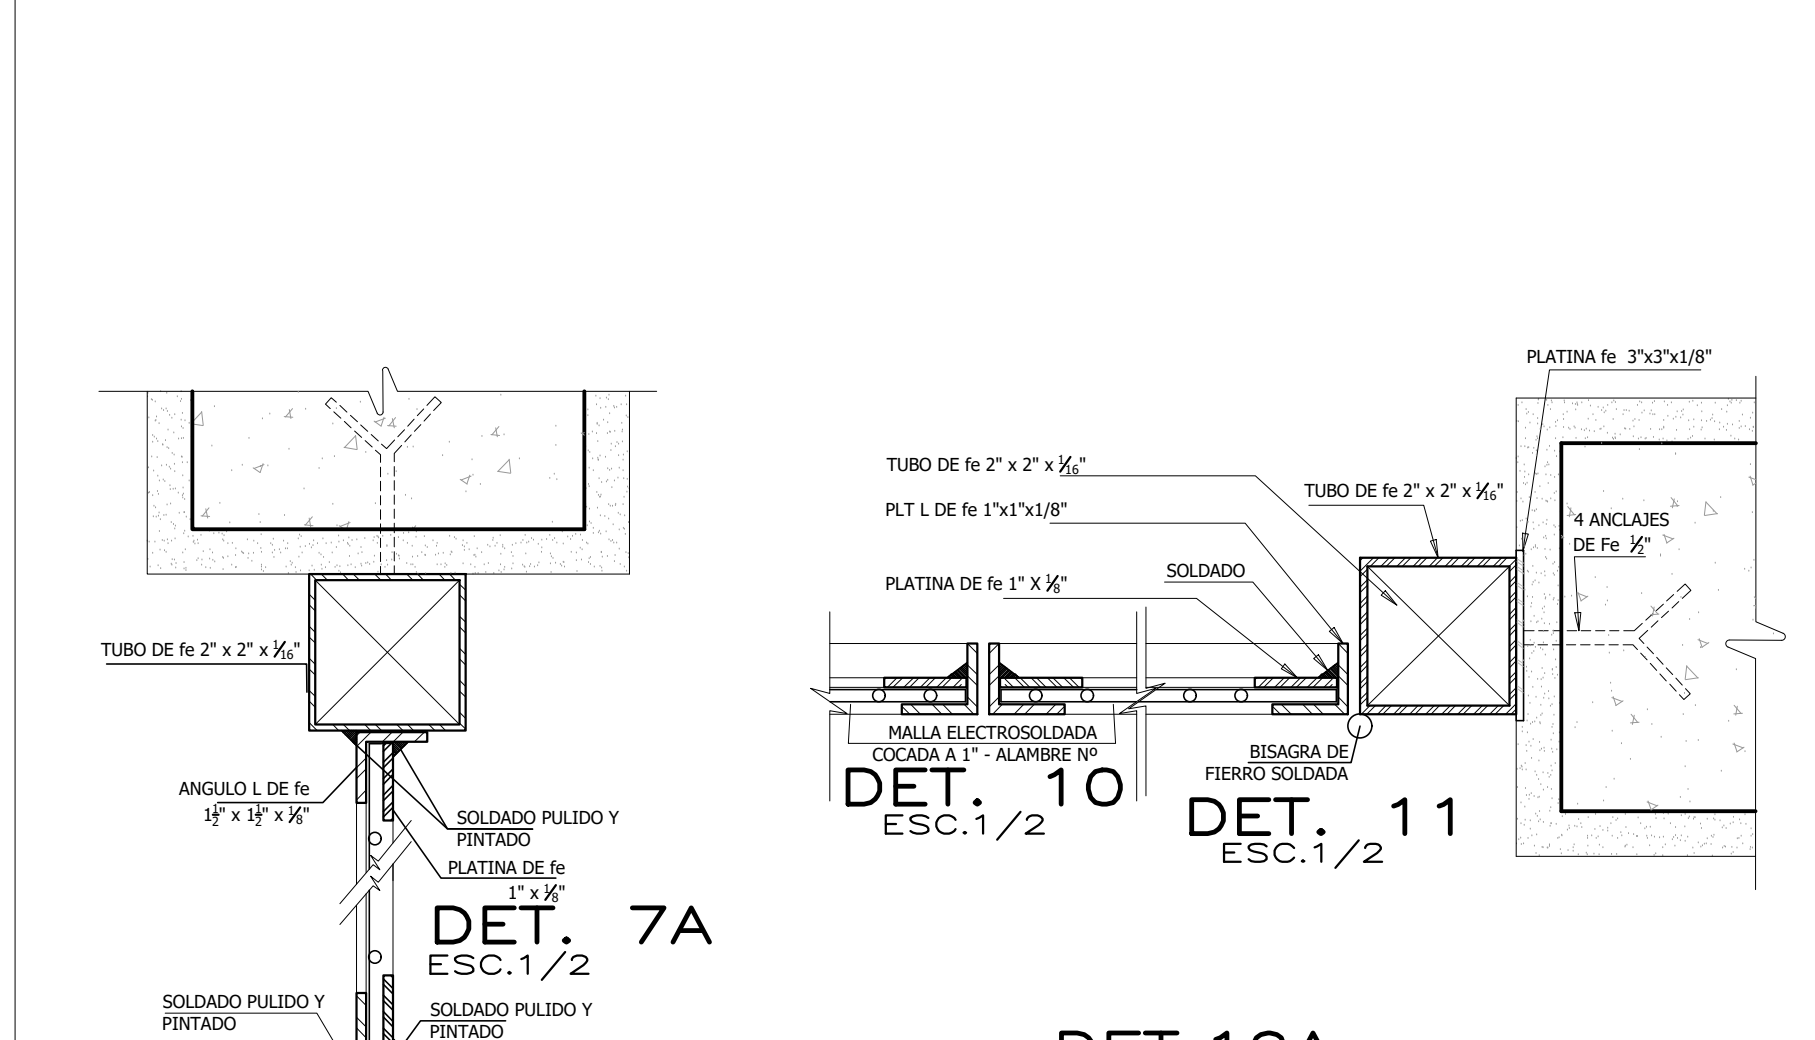 PLATINA fe 3"x3"x1/8"
TUBO DE fe 2" x 2" x 1/16"
TUBO DE fe 2" x 2" x 1/16"
PLT L DE fe 1"x1"x1/8"
4 ANCLAJES
DE Fe 1/2"
SOLDADO
PLATINA DE fe 1" X 1/8"
MALLA ELECTROSOLDADA
COCADA A 1" - ALAMBRE Nº
DET. 10
ESC.1/2
BISAGRA DE
FIERRO SOLDADA
DET. 11
ESC.1/2
TUBO DE fe 2" x 2" x 1/16"
ANGULO L DE fe
1 1/2" x 1 1/2" x 1/8"
SOLDADO PULIDO Y
PINTADO
PLATINA DE fe
1" x 1/8"
DET. 7A
ESC.1/2
SOLDADO PULIDO Y
PINTADO
SOLDADO PULIDO Y
PINTADO